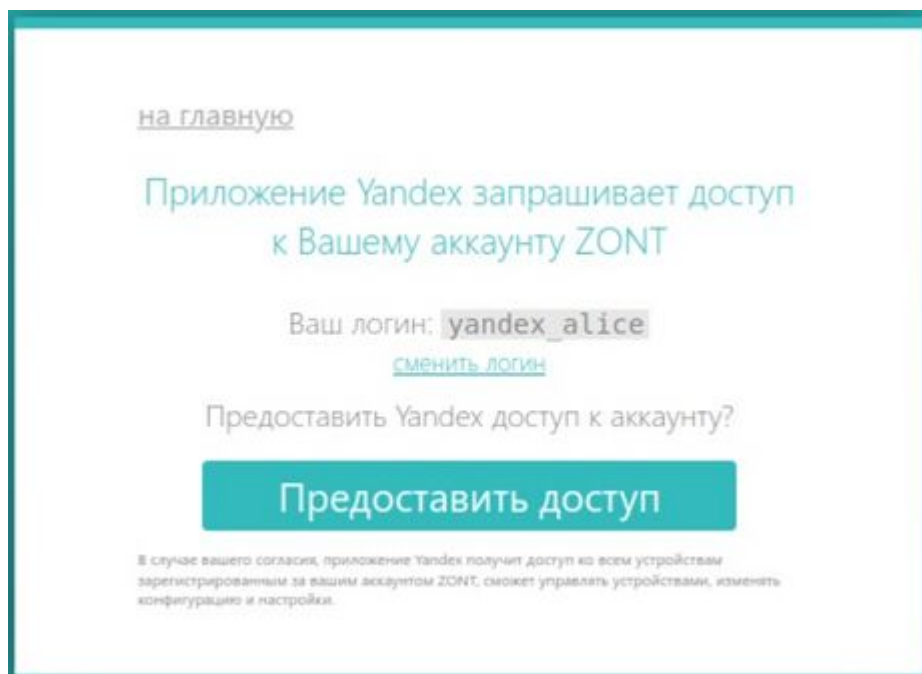 на главную
Приложение Yandex запрашивает доступ
к Вашему аккаунту ZONT
Ваш логин: yandex_alice
сменить логин
Предоставить Yandex доступ к аккаунту?
Предоставить доступ
В случае вашего согласия, приложение Yandex получит доступ ко всем устройствам
зарегистрированным за вашим аккаунтом ZONT, сможет управлять устройствами, изменять
конфигурацию и настройки.